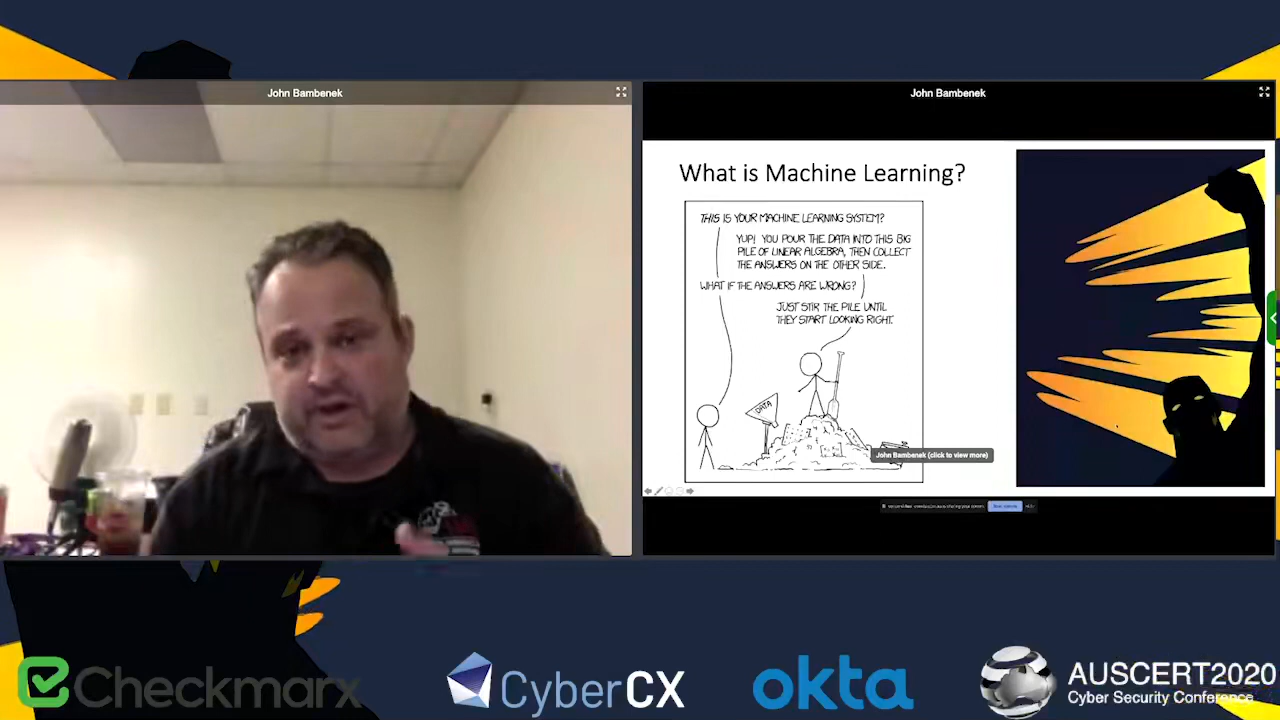 John Bambenek
John Bambenek
What is Machine Learning?
THIS IS YOUR MACHINE LEARNING SYSTEM?
YUP! YOU POUR THE DATA INTO THIS BIG
PILE OF LINEAR ALGEBRA, THEN COLLECT
THE ANSWERS ON THE OTHER SIDE.
WHAT IF THE ANSWERS ARE WRONG?
JUST STIR THE PILE UNTIL
THEY START LOOKING RIGHT.
DATA
John Bambenek (click to view more)
Checkmarx
CyberCX
okta
AUSCERT2020
Cyber Security Conference